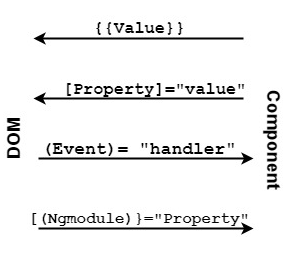 {{Value}}
[Property]="value"
DOM
Component
(Event)= "handler"
[(Ngmodule)}="Property"